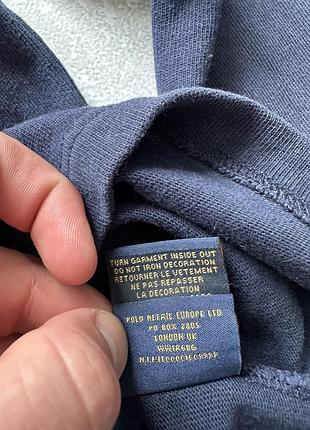 TURN GARMENT INSIDE OUT
DO NOT IRON DECORATION
RETOURNER LE VETEMENT
NE PAS REPASSER
LA DECORATION
POLO RETAIL EUROPE LTD
PO BOX 2805
LONDON UK
WW1A6BG